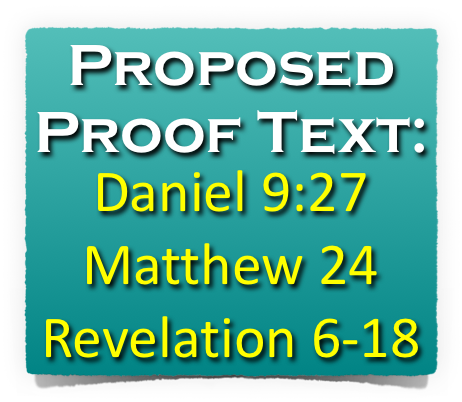 Proposed
Proof Text:
Daniel 9:27
Matthew 24
Revelation 6-18